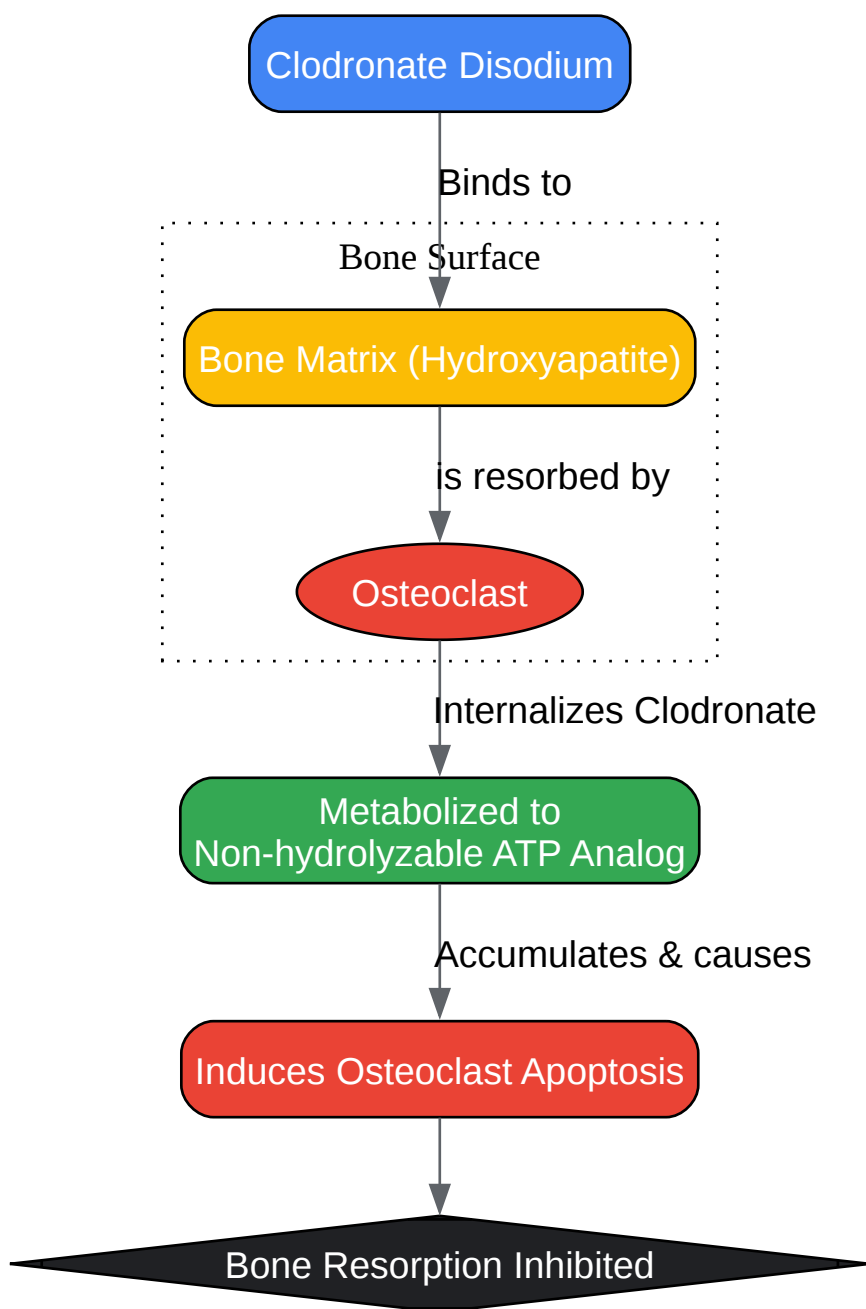 Clodronate Disodium
Binds to
Bone Surface
Bone Matrix (Hydroxyapatite)
is resorbed by
Osteoclast
Internalizes Clodronate
Metabolized to
Non-hydrolyzable ATP Analog
Accumulates & causes
Induces Osteoclast Apoptosis
Bone Resorption Inhibited